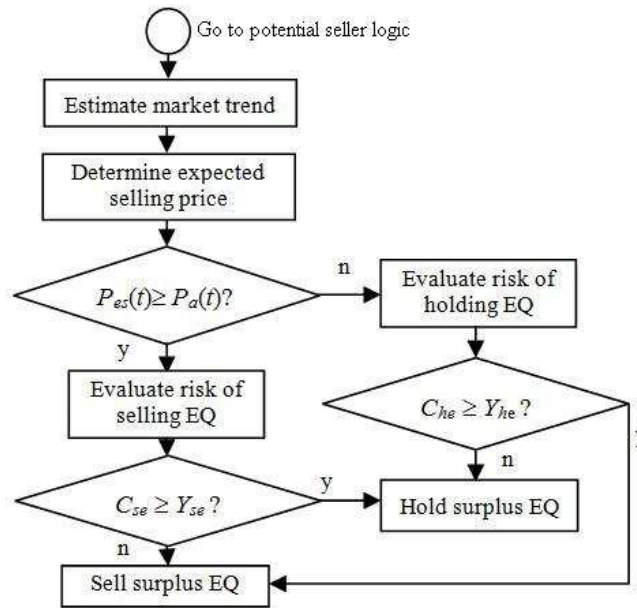 Go to potential seller logic
Estimate market trend
Determine expected
selling price
Pes(t)≥ Pa(t)?
n
Evaluate risk of
holding EQ
y
Evaluate risk of
selling EQ
Che ≥ Yhe ?
n
Cse ≥ Yse ?
y
Hold surplus EQ
n
Sell surplus EQ